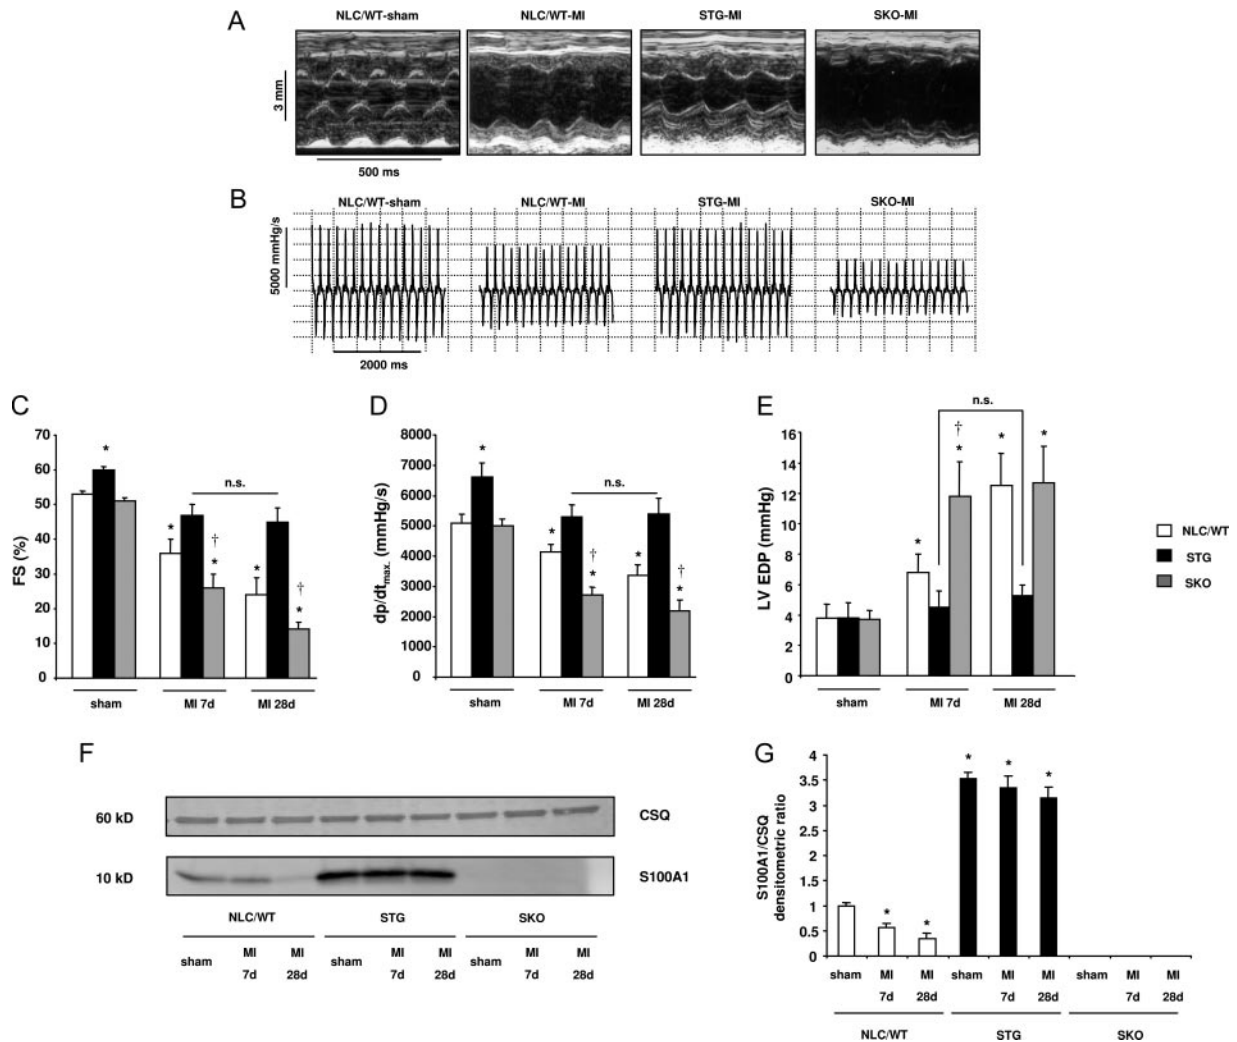 A
NLC/WT-sham NLC/WT-MI STG-MI SKO-MI
3 mm
500 ms
B
NLC/WT-sham NLC/WT-MI STG-MI SKO-MI
5000 mmHg/s
2000 ms
C
FS (%)
70
60
50
40
30
20
10
0
*
n.s.
* † *
* † *
sham MI 7d MI 28d
D
dp/dtmax. (mmHg/s)
8000
7000
6000
5000
4000
3000
2000
1000
0
*
n.s.
* † *
* † *
sham MI 7d MI 28d
E
LV EDP (mmHg)
16
14
12
10
8
6
4
2
0
n.s.
* † *
* *
sham MI 7d MI 28d
NLC/WT
STG
SKO
F
60 kD CSQ
10 kD S100A1
NLC/WT STG SKO
sham MI MI sham MI MI sham MI MI
7d 28d 7d 28d 7d 28d
G
S100A1/CSQ
densitometric ratio
4
3.5
3
2.5
2
1.5
1
0.5
0
* * * * *
sham MI MI sham MI MI sham MI MI
7d 28d 7d 28d 7d 28d
NLC/WT STG SKO